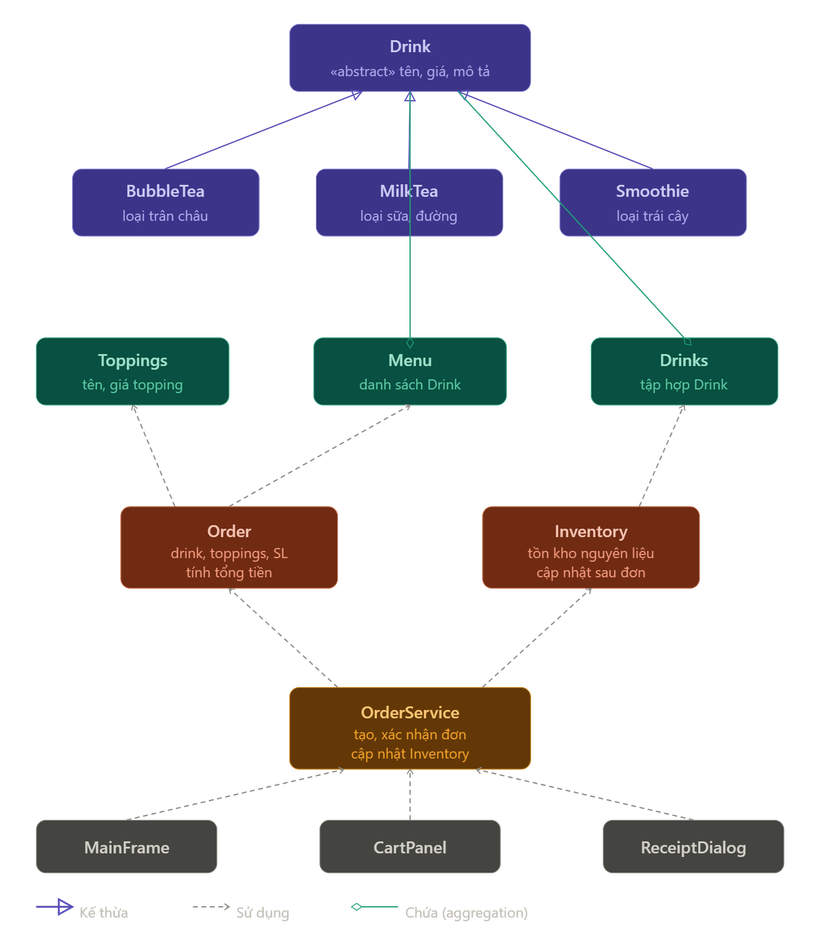 Drink
«abstract» tên, giá, mô tả
BubbleTea
loại trân châu
MilkTea
loại sữa, đường
Smoothie
loại trái cây
Toppings
tên, giá topping
Menu
danh sách Drink
Drinks
tập hợp Drink
Order
drink, toppings, SL
tính tổng tiền
Inventory
tồn kho nguyên liệu
cập nhật sau đơn
OrderService
tạo, xác nhận đơn
cập nhật Inventory
MainFrame
CartPanel
ReceiptDialog
Kế thừa
Sử dụng
Chứa (aggregation)